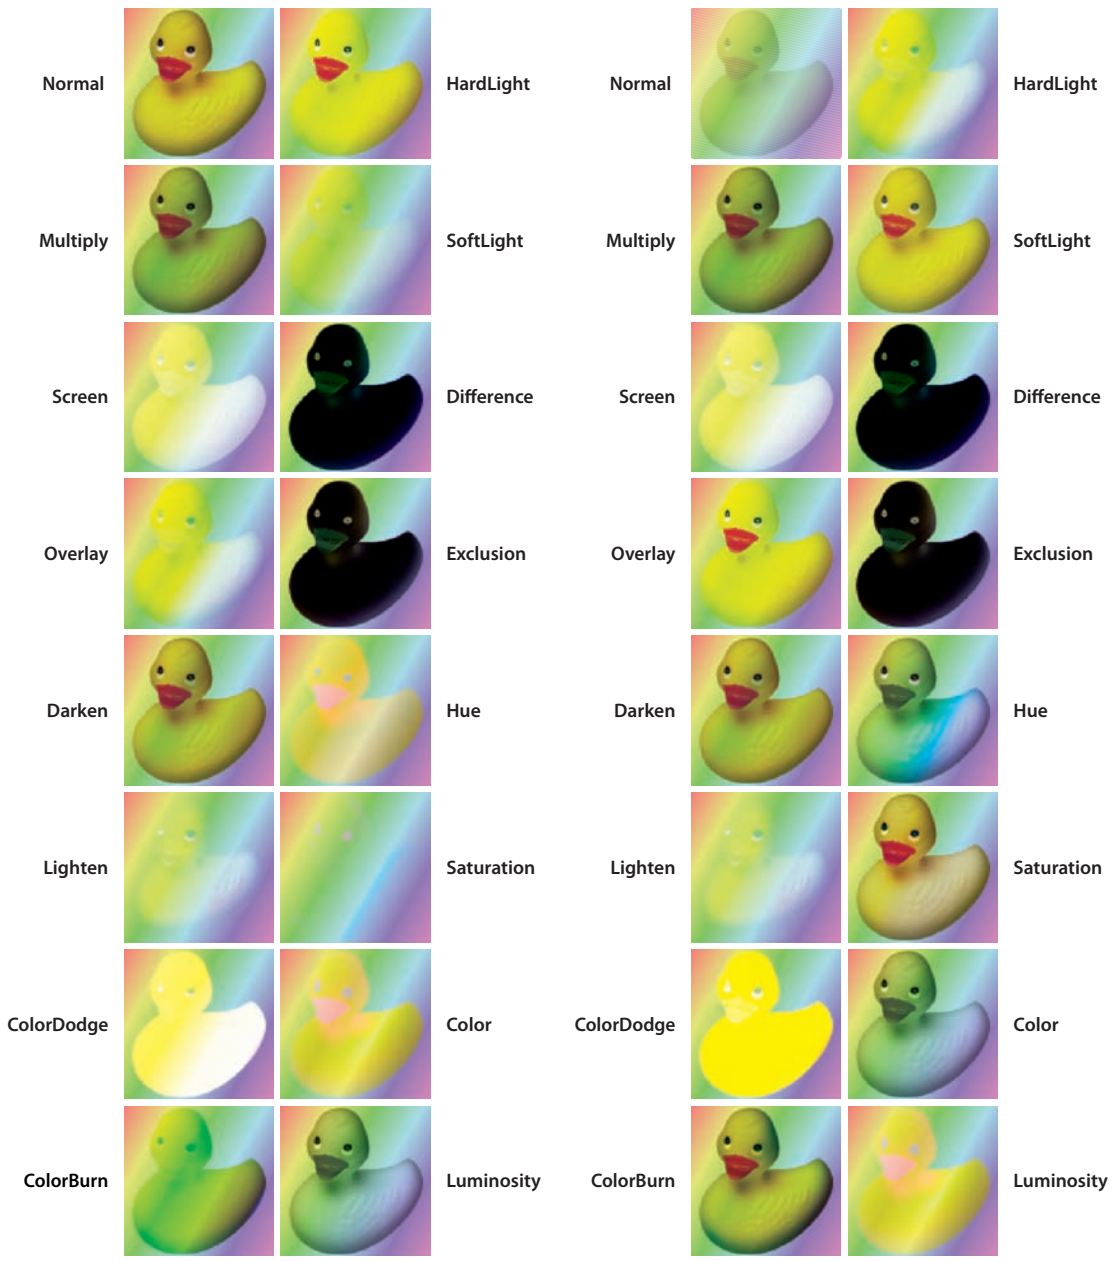 Normal HardLight Normal HardLight
Multiply SoftLight Multiply SoftLight
Screen Difference Screen Difference
Overlay Exclusion Overlay Exclusion
Darken Hue Darken Hue
Lighten Saturation Lighten Saturation
ColorDodge Color ColorDodge Color
ColorBurn Luminosity ColorBurn Luminosity